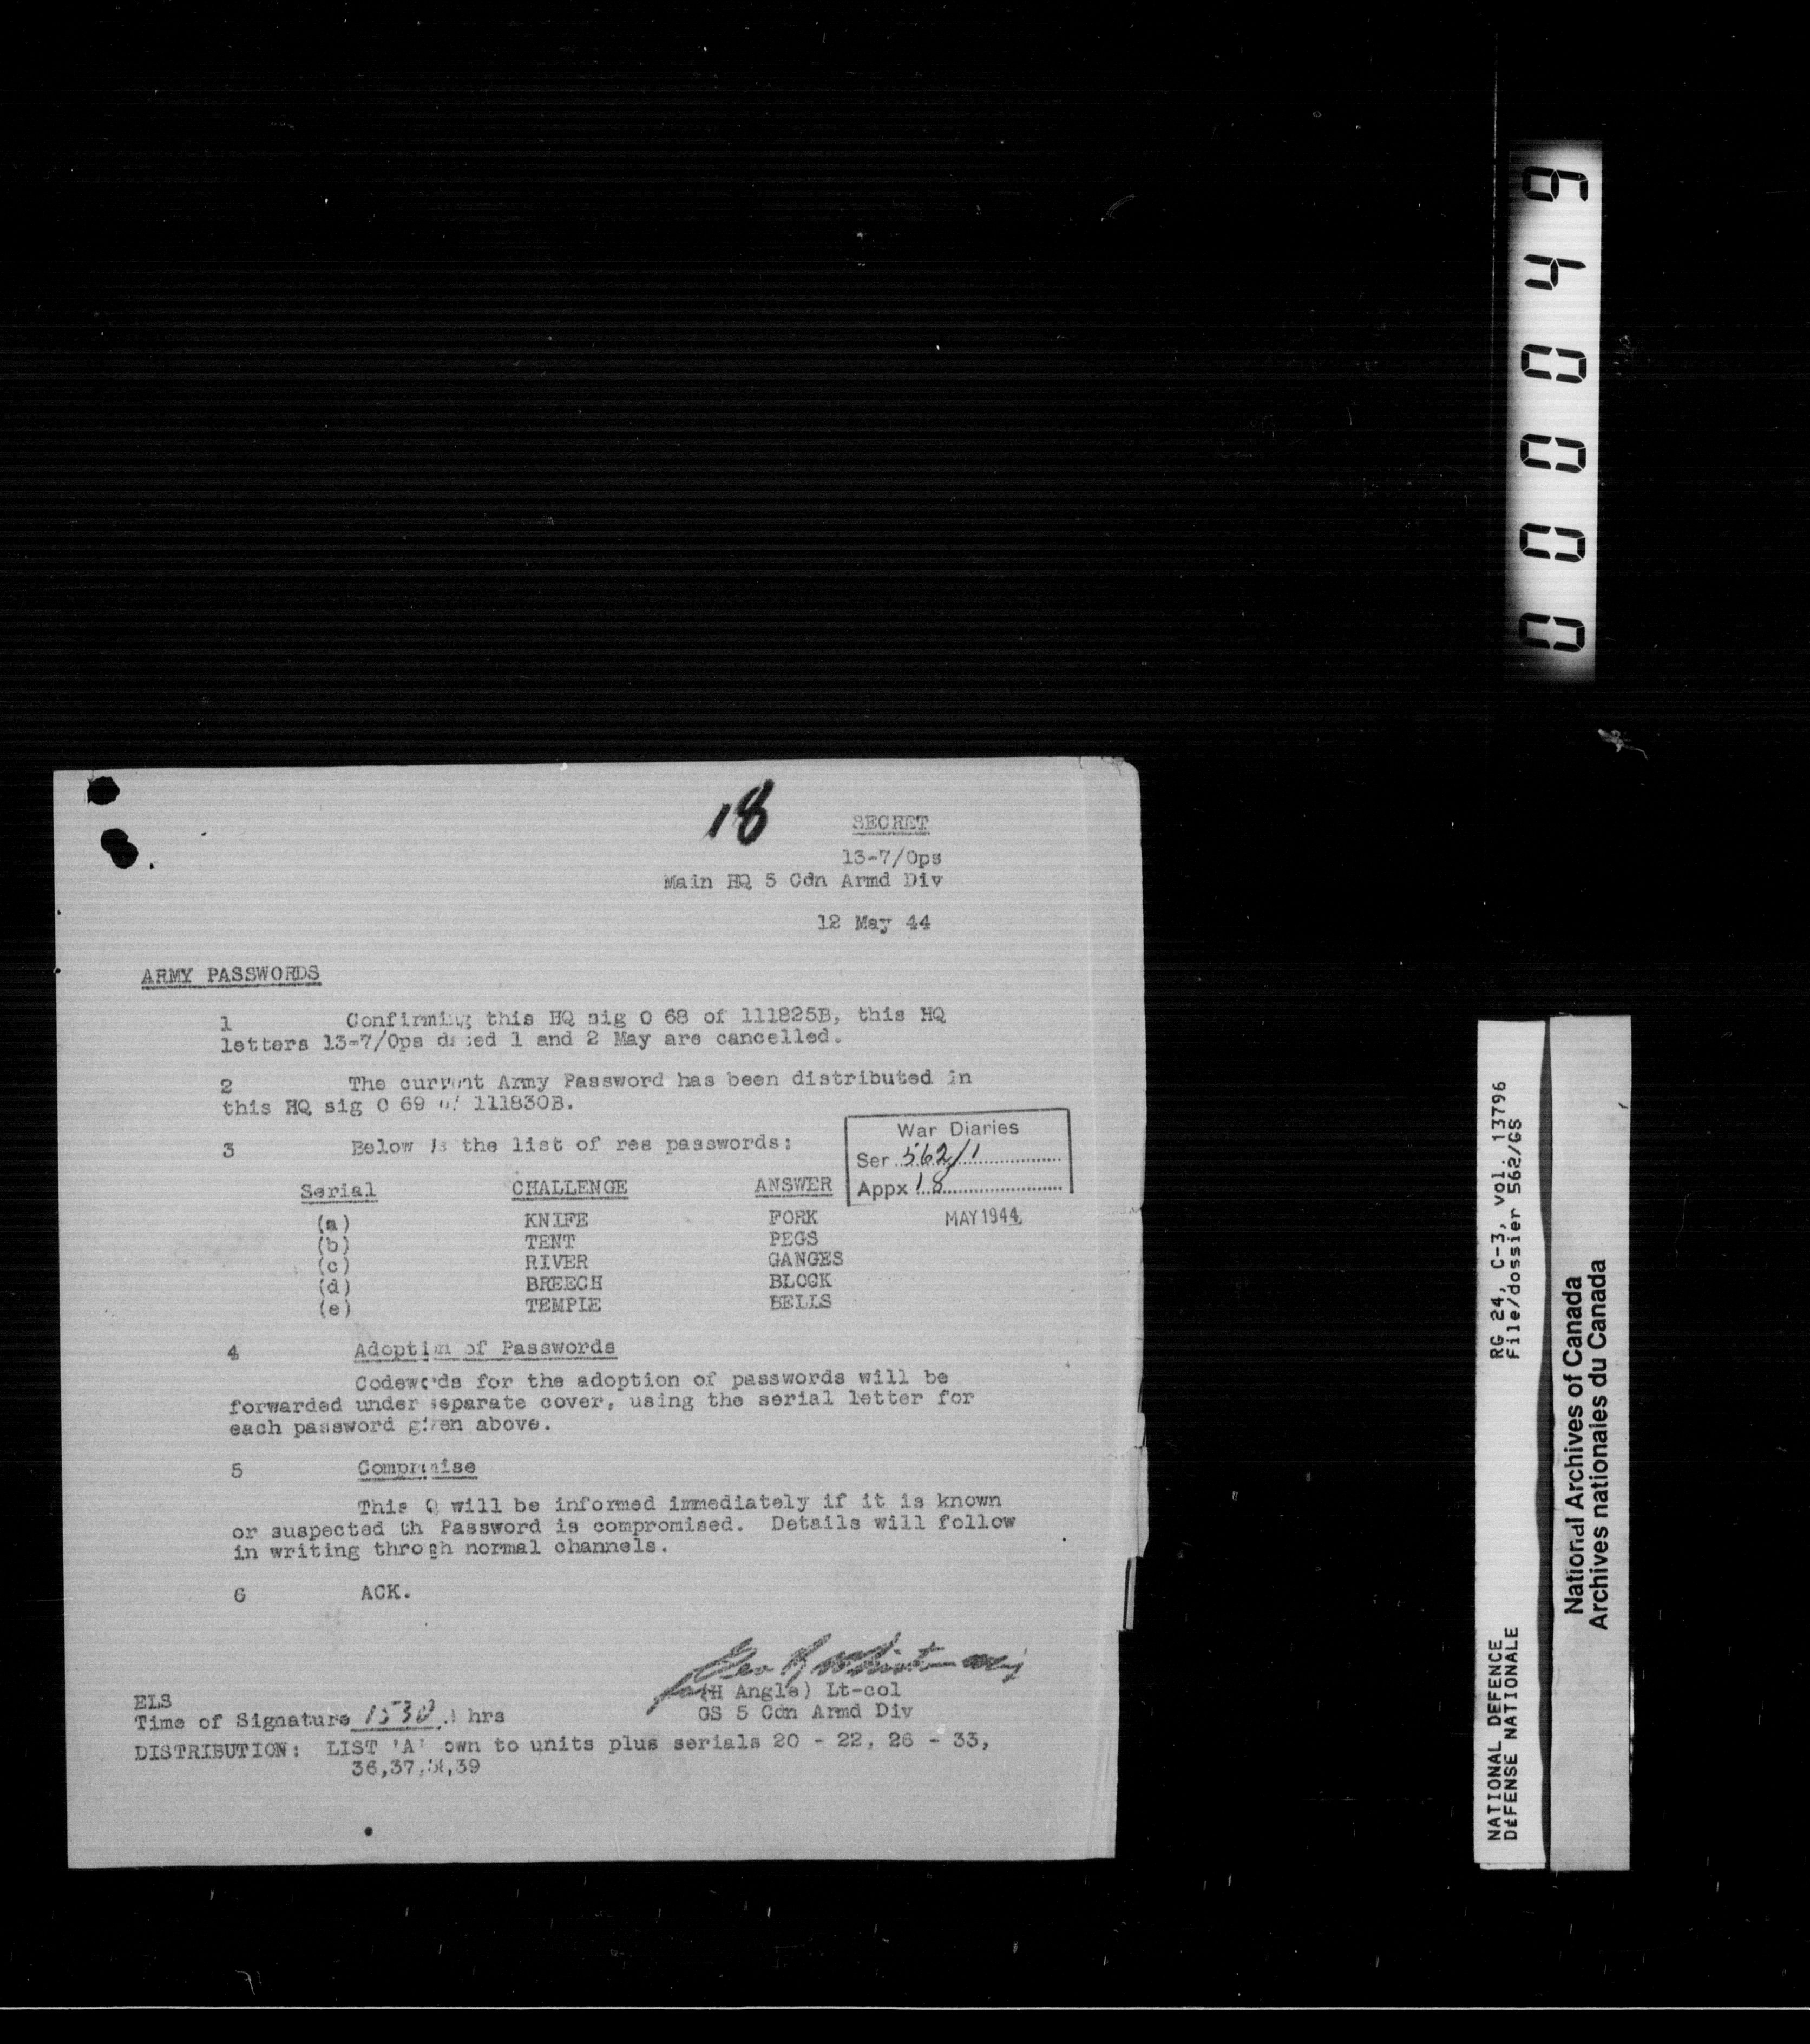 000049
18
SECRET
13-7/Ops
Main HQ 5 Cdn Armd Div
12 May 44
ARMY PASSWORDS
1 Confirming this HQ sig O 68 of 111825B, this HQ
letters 13-7/Ops dated 1 and 2 May are cancelled.
2 The current Army Password has been distributed in
this HQ sig O 69 of 111830B.
3 Below is the list of res passwords:
War Diaries
Ser 562/1
Appx 18
MAY 1944
Serial CHALLENGE ANSWER
(a) KNIFE FORK
(b) TENT PEGS
(c) RIVER GANGES
(d) BREECH BLOCK
(e) TEMPLE BELLS
4 Adoption of Passwords
Codewords for the adoption of passwords will be
forwarded under separate cover, using the serial letter for
each password given above.
5 Compromise
This Q will be informed immediately if it is known
or suspected th Password is compromised. Details will follow
in writing through normal channels.
6 ACK.
for (H Angle) Lt-col
GS 5 Cdn Armd Div
ELS
Time of Signature 1530 hrs
DISTRIBUTION: LIST 'A' own to units plus serials 20 - 22, 26 - 33,
36,37,39
RG 24, C-3, vol. 13796
File/dossier 562/GS
NATIONAL DEFENCE
DéFENSE NATIONALE
National Archives of Canada
Archives nationales du Canada